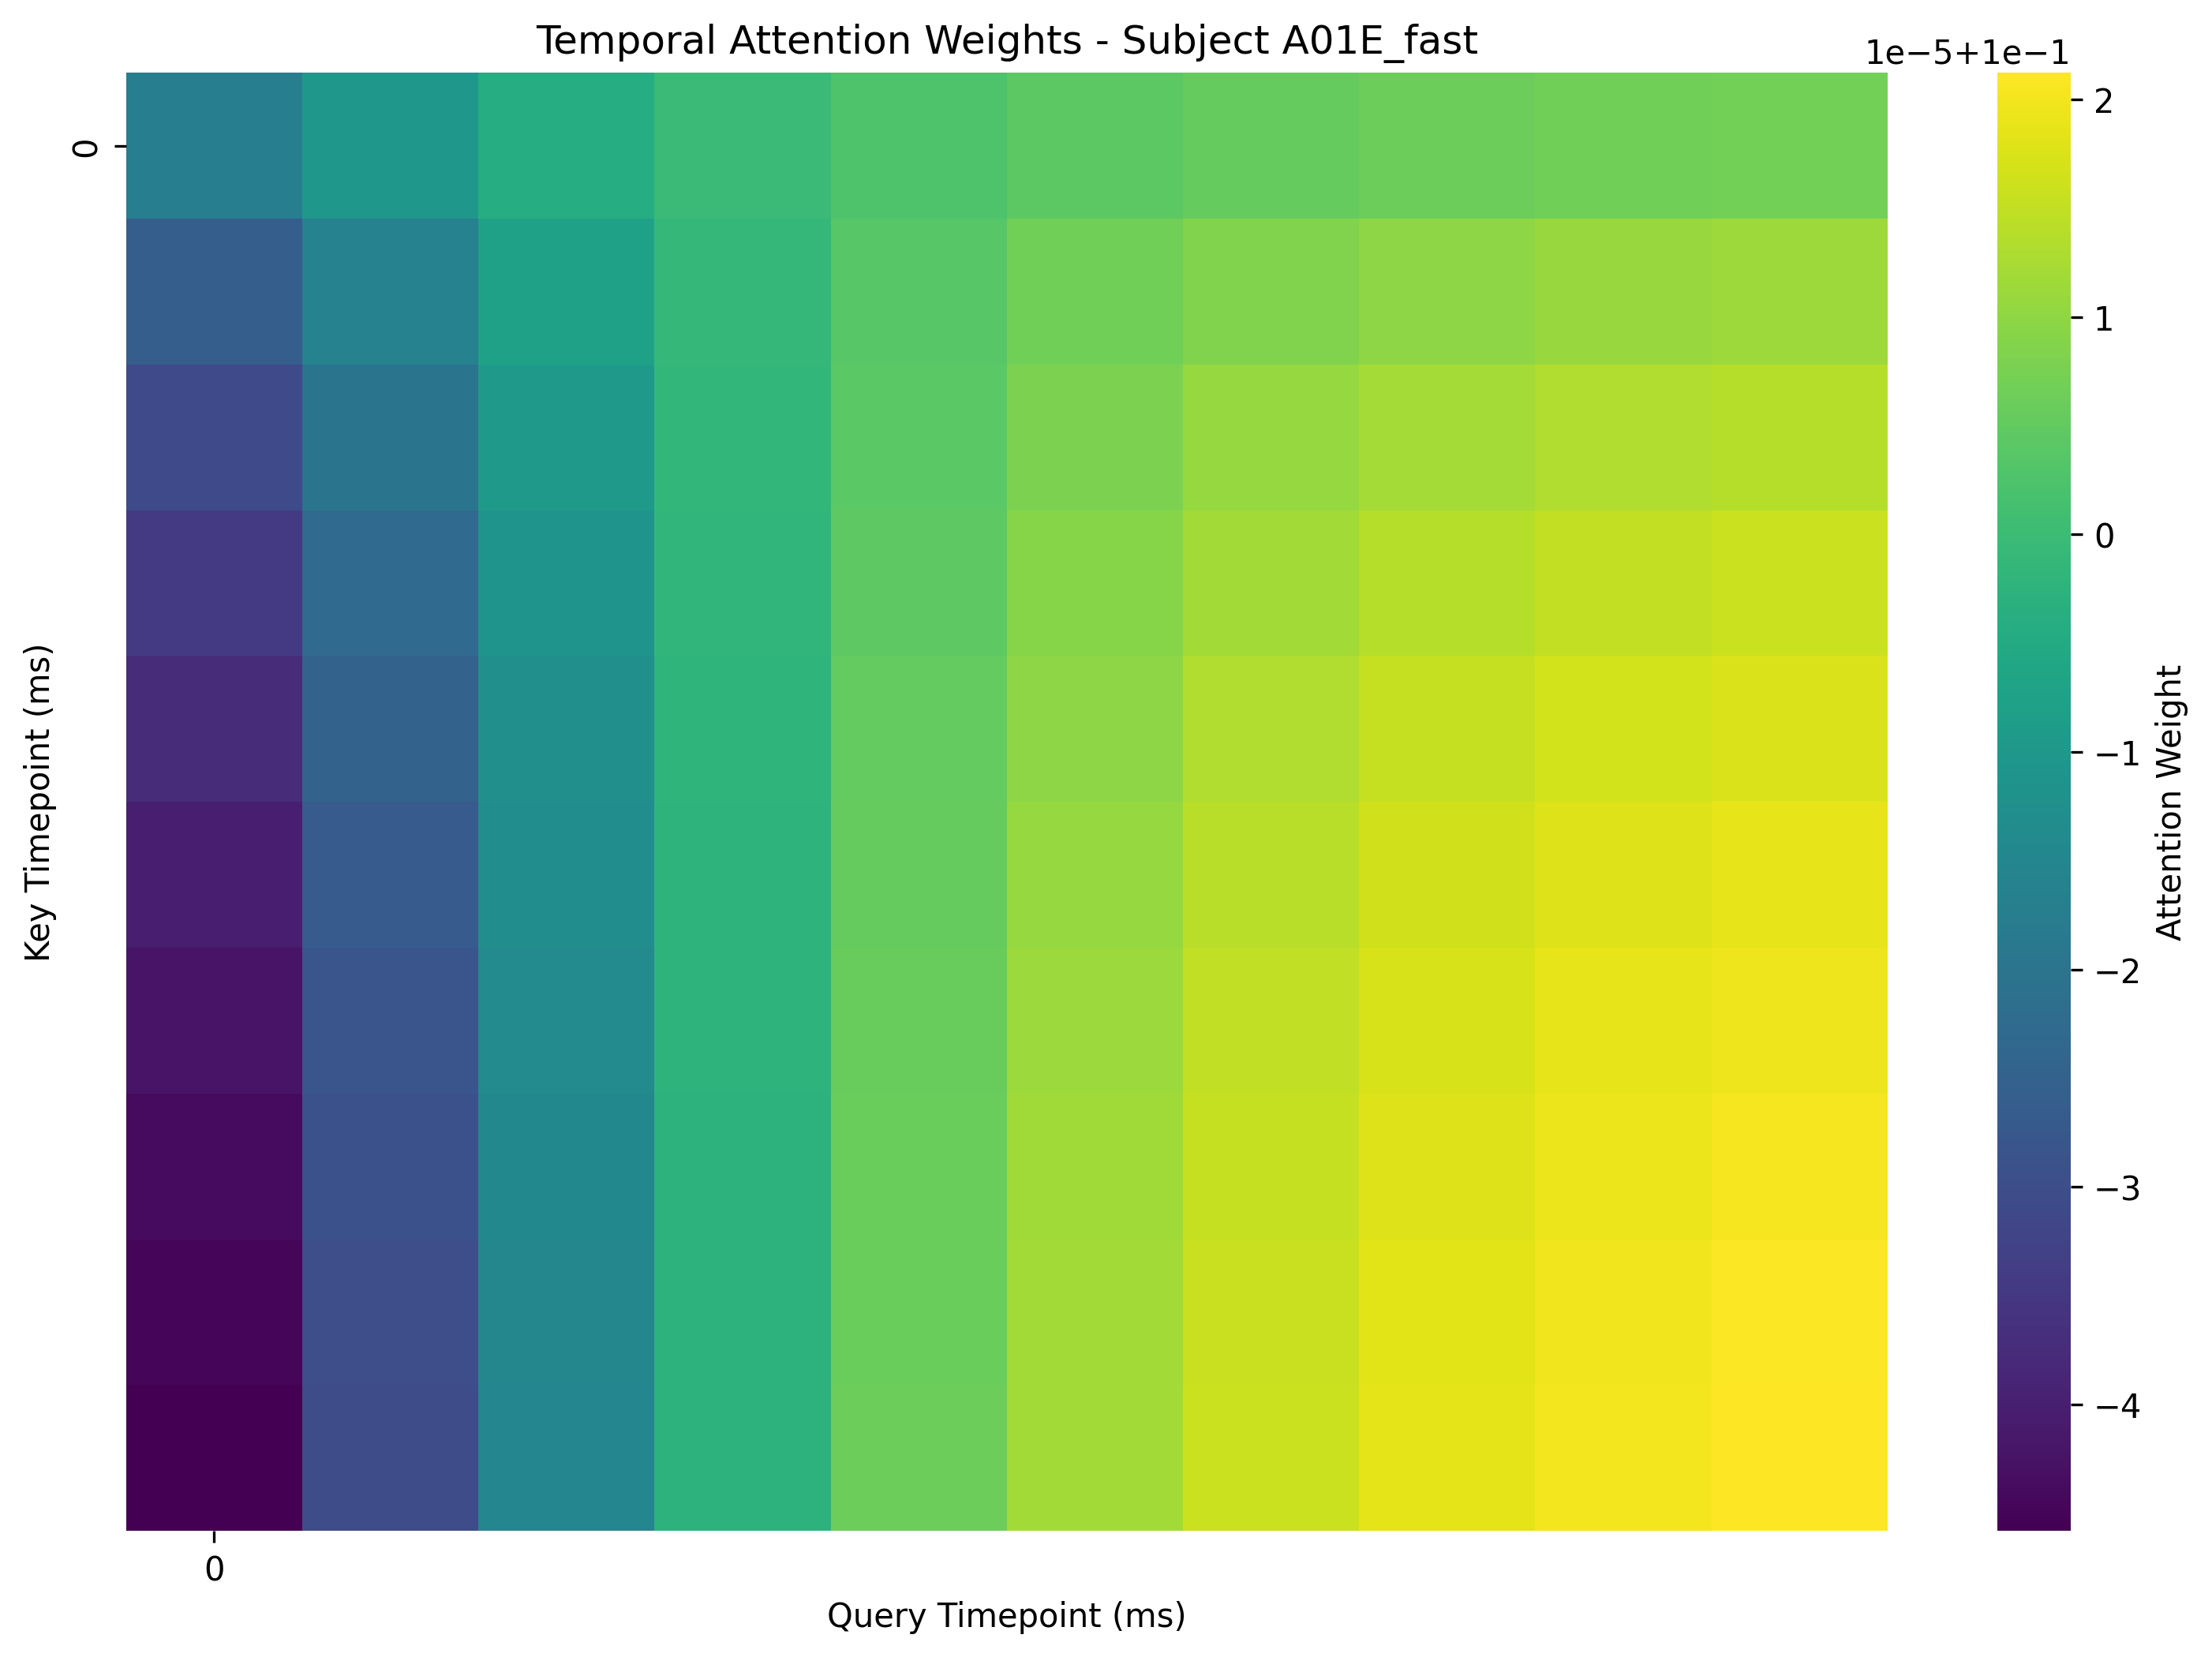 Temporal Attention Weights - Subject A01E_fast
1e−5+1e−1
2
1
0
−1
−2
−3
−4
Attention Weight
Key Timepoint (ms)
0
0
Query Timepoint (ms)